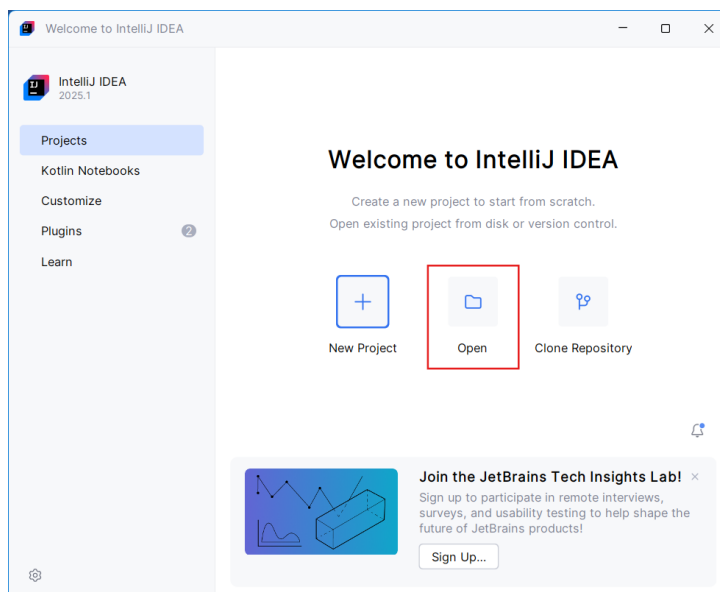 Welcome to IntelliJ IDEA
IntelliJ IDEA
2025.1
Projects
Kotlin Notebooks
Customize
Plugins 2
Learn
Welcome to IntelliJ IDEA
Create a new project to start from scratch.
Open existing project from disk or version control.
New Project Open Clone Repository
Join the JetBrains Tech Insights Lab!
Sign up to participate in remote interviews,
surveys, and usability testing to help shape the
future of JetBrains products!
Sign Up...